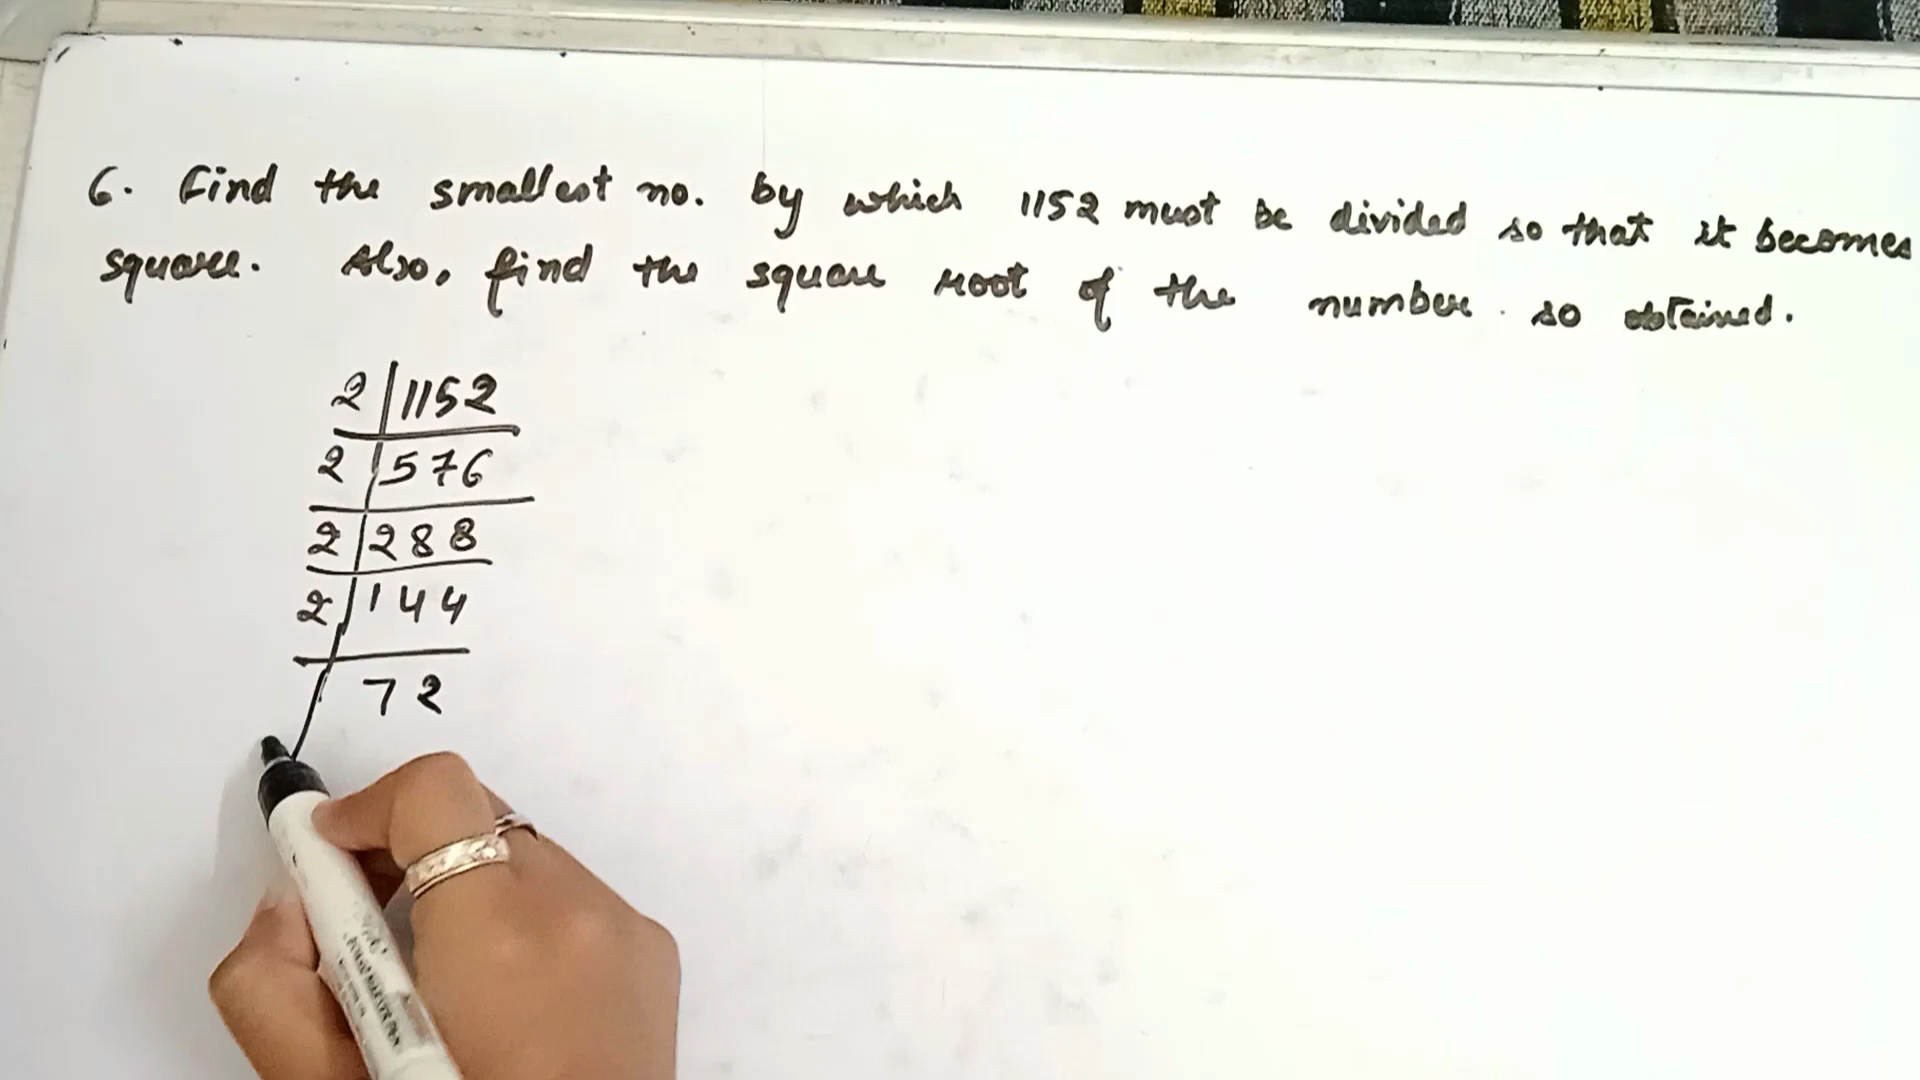 6. Find the smallest no. by which 1152 must be divided so that it becomes
square. Also, find the square root of the number so obtained.
2 | 1152
2 | 576
2 | 288
2 | 144
72